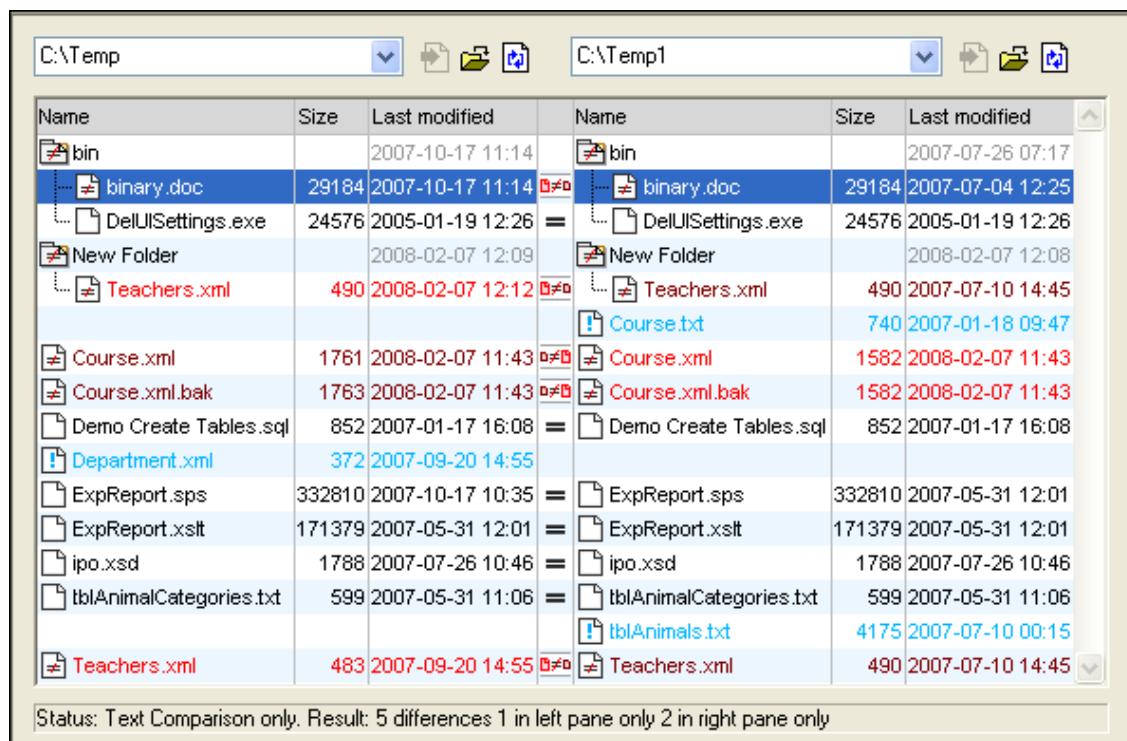 C:\Temp C:\Temp1
Name Size Last modified Name Size Last modified
bin 2007-10-17 11:14 bin 2007-07-26 07:17
binary.doc 29184 2007-10-17 11:14 binary.doc 29184 2007-07-04 12:25
DelUISettings.exe 24576 2005-01-19 12:26 = DelUISettings.exe 24576 2005-01-19 12:26
New Folder 2008-02-07 12:09 New Folder 2008-02-07 12:08
Teachers.xml 490 2008-02-07 12:12 Teachers.xml 490 2007-07-10 14:45
Course.txt 740 2007-01-18 09:47
Course.xml 1761 2008-02-07 11:43 Course.xml 1582 2008-02-07 11:43
Course.xml.bak 1763 2008-02-07 11:43 Course.xml.bak 1582 2008-02-07 11:43
Demo Create Tables.sql 852 2007-01-17 16:08 = Demo Create Tables.sql 852 2007-01-17 16:08
Department.xml 372 2007-09-20 14:55
ExpReport.sps 332810 2007-10-17 10:35 = ExpReport.sps 332810 2007-05-31 12:01
ExpReport.xslt 171379 2007-05-31 12:01 = ExpReport.xslt 171379 2007-05-31 12:01
ipo.xsd 1788 2007-07-26 10:46 = ipo.xsd 1788 2007-07-26 10:46
tblAnimalCategories.txt 599 2007-05-31 11:06 = tblAnimalCategories.txt 599 2007-05-31 11:06
tblAnimals.txt 4175 2007-07-10 00:15
Teachers.xml 483 2007-09-20 14:55 Teachers.xml 490 2007-07-10 14:45
Status: Text Comparison only. Result: 5 differences 1 in left pane only 2 in right pane only